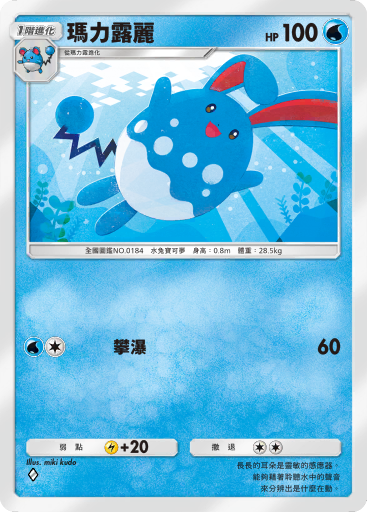 1階進化
瑪力露麗
HP 100
從瑪力露進化
全國圖鑑NO.0184 水兔寶可夢 身高：0.8m 體重：28.5kg
攀瀑 60
弱點 +20 撤退
Illus. miki kudo
長長的耳朵是靈敏的感應器。
能夠藉著聆聽水中的聲音
來分辨出是什麼在動。